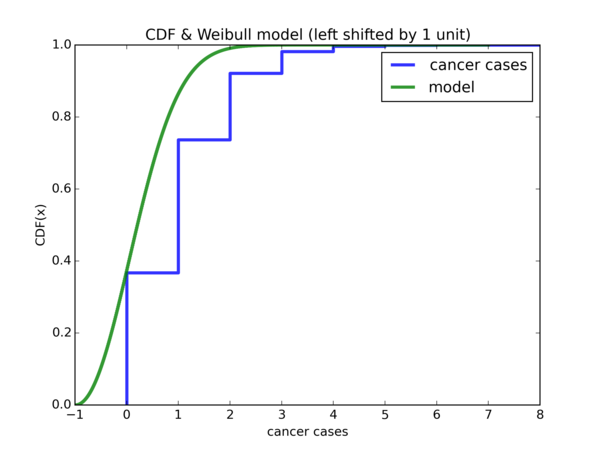 CDF & Weibull model (left shifted by 1 unit)
1.0
0.8
0.6
0.4
0.2
0.0
CDF(x)
cancer cases
model
−1 0 1 2 3 4 5 6 7 8
cancer cases